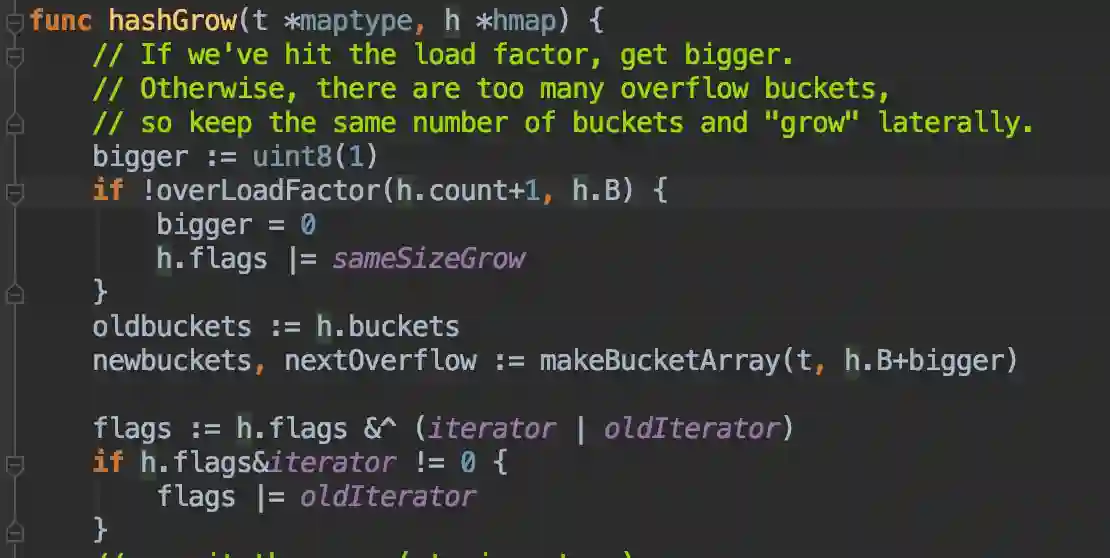 func hashGrow(t *maptype, h *hmap) {
    // If we've hit the load factor, get bigger.
    // Otherwise, there are too many overflow buckets,
    // so keep the same number of buckets and "grow" laterally.
    bigger := uint8(1)
    if !overLoadFactor(h.count+1, h.B) {
        bigger = 0
        h.flags |= sameSizeGrow
    }
    oldbuckets := h.buckets
    newbuckets, nextOverflow := makeBucketArray(t, h.B+bigger)

    flags := h.flags &^ (iterator | oldIterator)
    if h.flags&iterator != 0 {
        flags |= oldIterator
    }